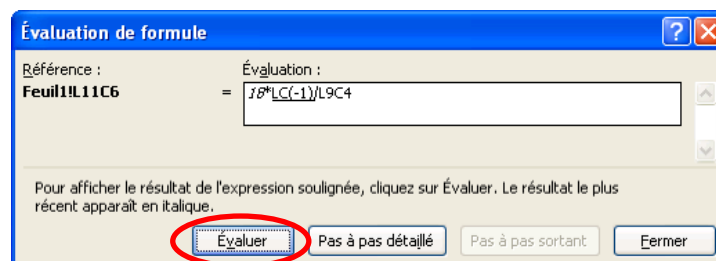 Évaluation de formule
Référence :
Évaluation :
Feuil1!L11C6
=
18*LC(-1)/L9C4
Pour afficher le résultat de l'expression soulignée, cliquez sur Évaluer. Le résultat le plus
récent apparaît en italique.
Évaluer
Pas à pas détaillé
Pas à pas sortant
Fermer